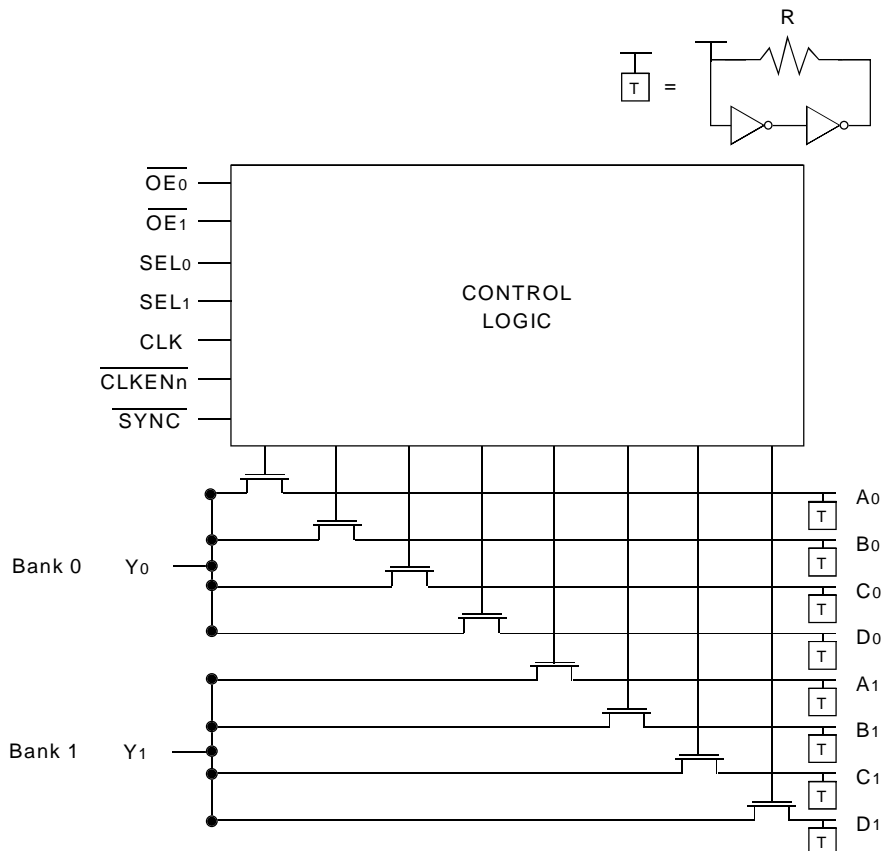 R
T =
OE0
OE1
SEL0
SEL1
CLK
CLKENn
SYNC
CONTROL
LOGIC
A0
T
B0
T
Bank 0 Y0
C0
T
D0
T
A1
T
B1
T
Bank 1 Y1
C1
T
D1
T